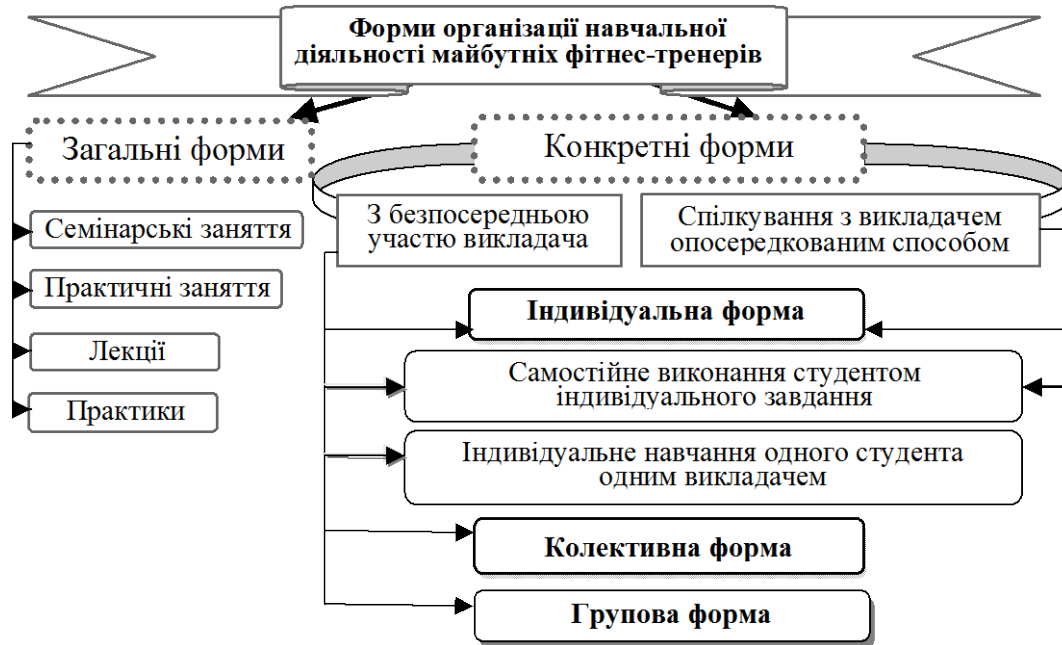 Форми організації навчальної
діяльності майбутніх фітнес-тренерів
Загальні форми
Семінарські заняття
Практичні заняття
Лекції
Практики
Конкретні форми
З безпосередньою
участю викладача
Спілкування з викладачем
опосередкованим способом
Індивідуальна форма
Самостійне виконання студентом
індивідуального завдання
Індивідуальне навчання одного студента
одним викладачем
Колективна форма
Групова форма